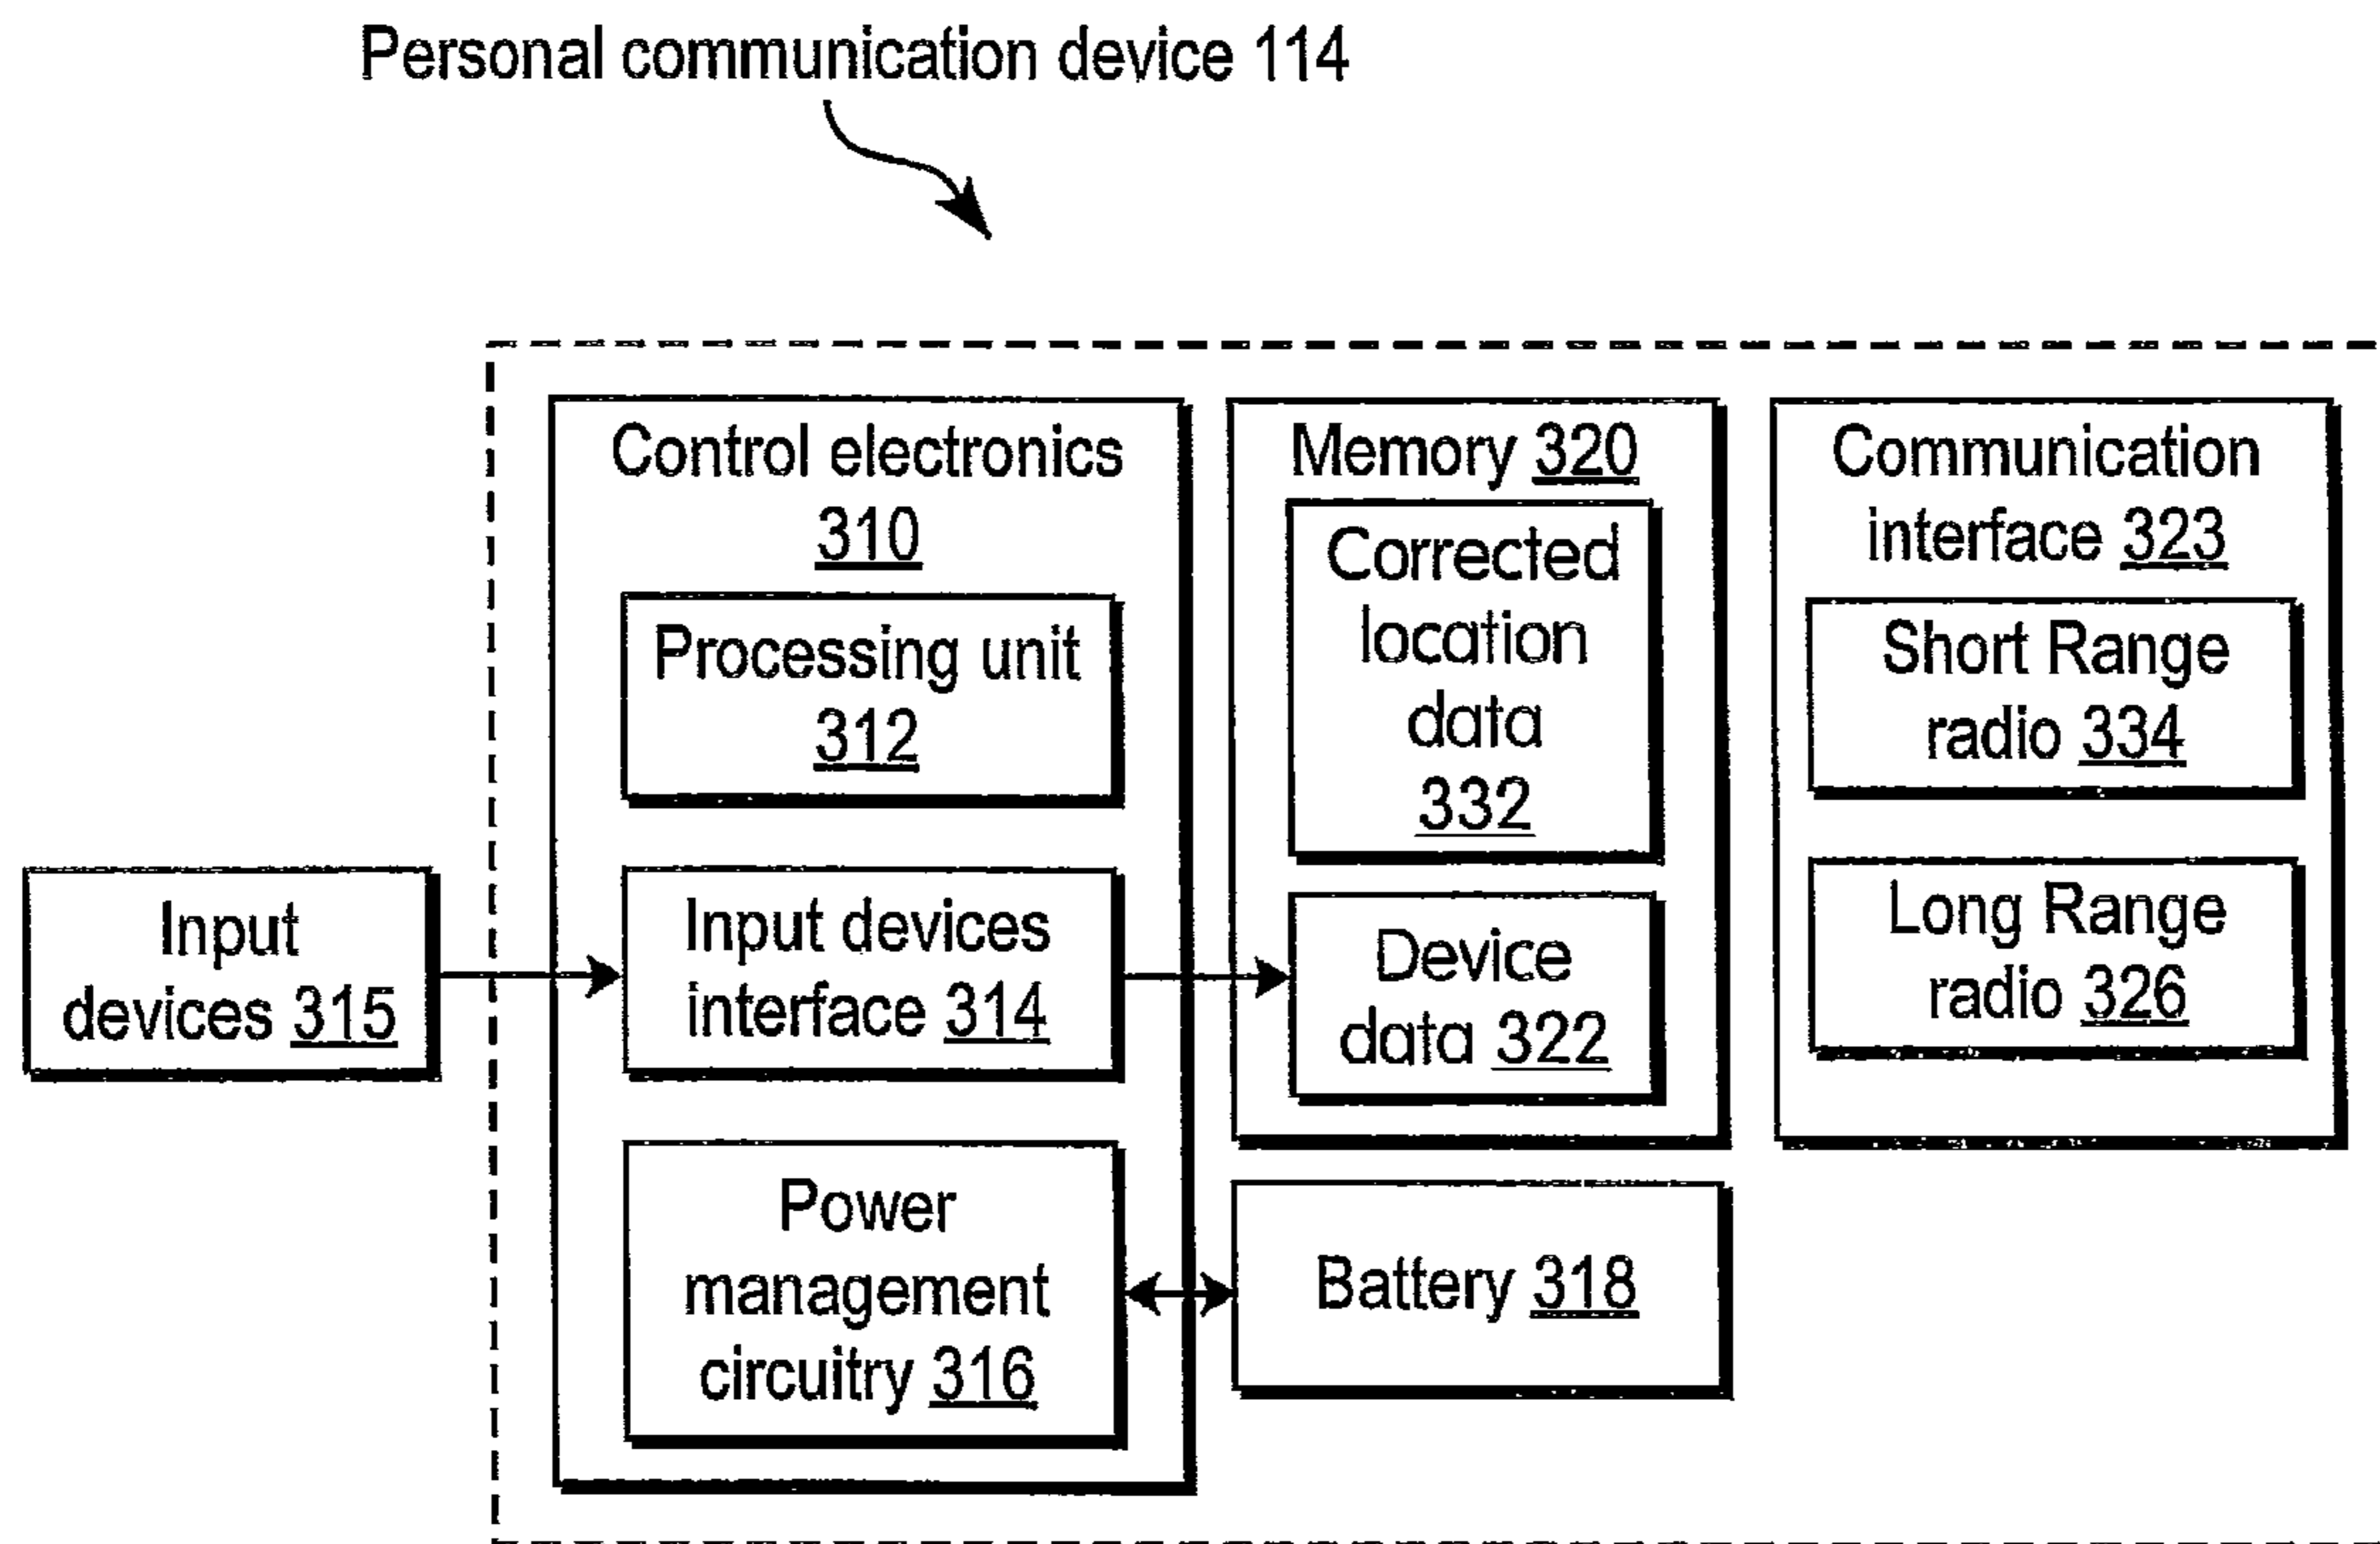 Personal communication device 114
Control electronics
310
Processing unit
312
Input
devices 315
Input devices
interface 314
Power
management
circuitry 316
Memory 320
Corrected
location
data
332
Device
data 322
Battery 318
Communication
interface 323
Short Range
radio 334
Long Range
radio 326